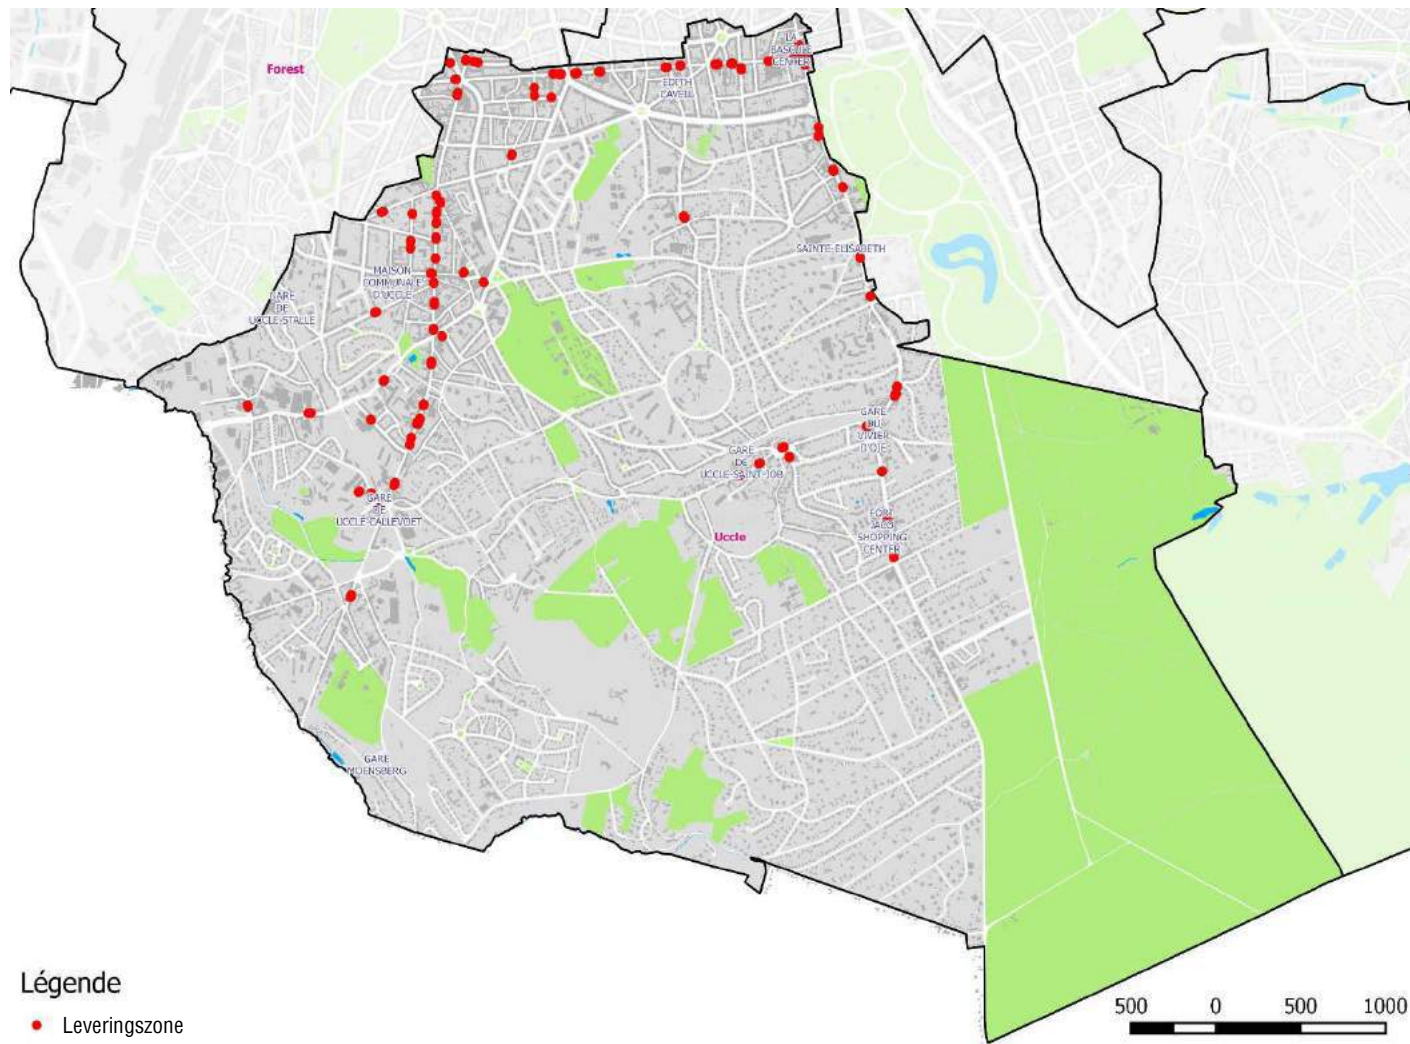 LA
BASCULE
CENTER
Forest
EDITH
CAVELL
SAINTE-ELISABETH
MAISON
COMMUNALE
D'UCCLE
GARE
DE
UCCLE-STALLE
GARE
DU
VIVIER
D'OIE
GARE
DE
UCCLE-SAINT-JOB
GARE
DE
UCCLE-CALLEVOET
FORT
JACO
SHOPPING
CENTER
Uccle
GARE
MOENSBERG
Légende
Leveringszone
500 0 500 1000